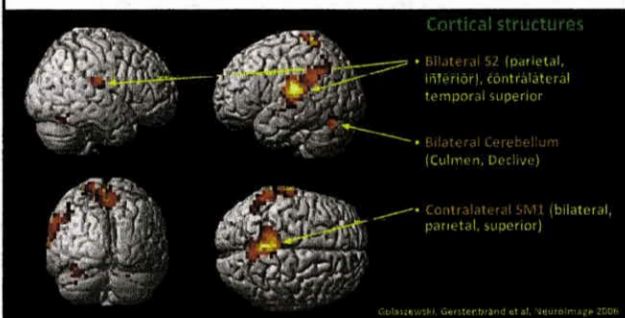 Cortical structures
• Bilateral S2 (parietal,
inferior), contralateral
temporal superior
• Bilateral Cerebellum
(Culmen, Declive)
• Contralateral SM1 (bilateral,
parietal, superior)
Golaszewski, Gerstenbrand et al. NeuroImage 2006